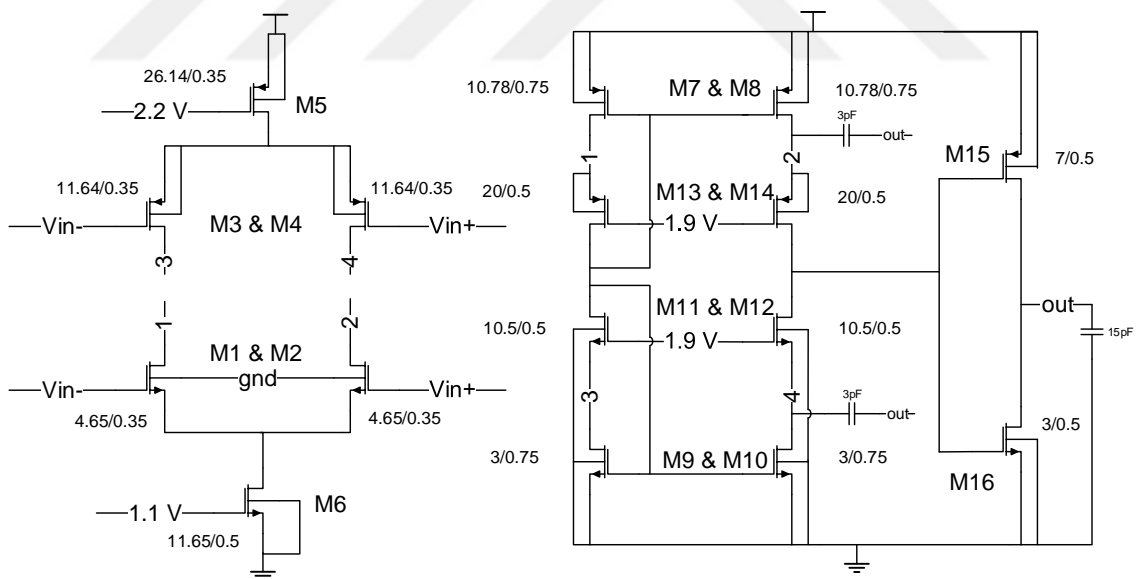 26.14/0.35
M5
2.2 V
11.64/0.35
11.64/0.35
Vin-
M3 & M4
Vin+
3
4
1
2
M1 & M2
Vin-
gnd
Vin+
4.65/0.35
4.65/0.35
M6
1.1 V
11.65/0.5
10.78/0.75
M7 & M8
10.78/0.75
3pF
out
1
2
M15
7/0.5
20/0.5
M13 & M14
20/0.5
1.9 V
out
M11 & M12
10.5/0.5
1.9 V
10.5/0.5
15pF
3
4
3pF
out
3/0.5
3/0.75
M9 & M10
3/0.75
M16